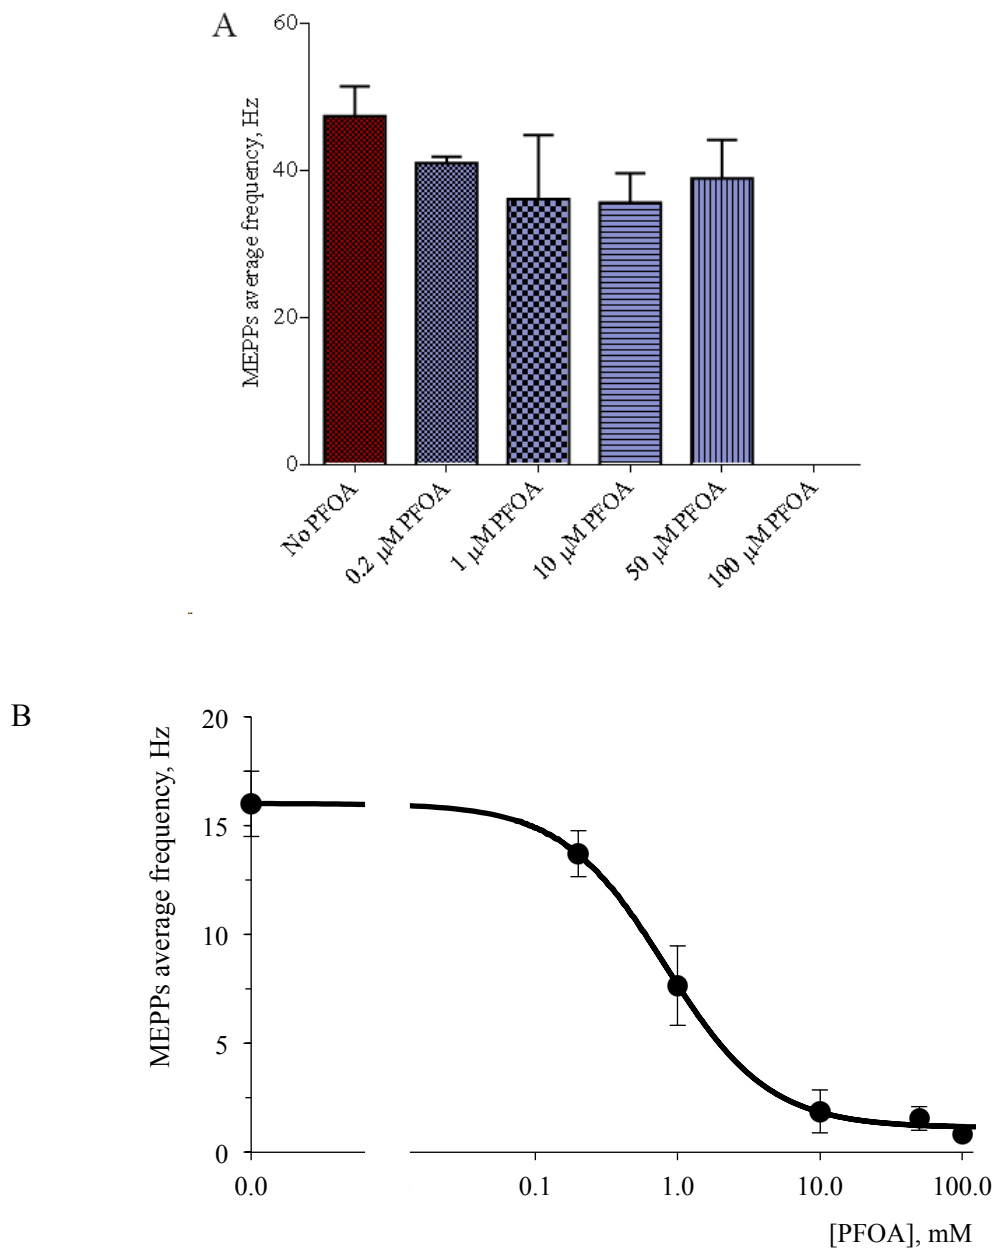 A
MEPPs average frequency, Hz
60
40
20
0
No PFOA
0.2 μM PFOA
1 μM PFOA
10 μM PFOA
50 μM PFOA
100 μM PFOA
B
MEPPs average frequency, Hz
20
15
10
5
0
0.0 0.1 1.0 10.0 100.0
[PFOA], mM